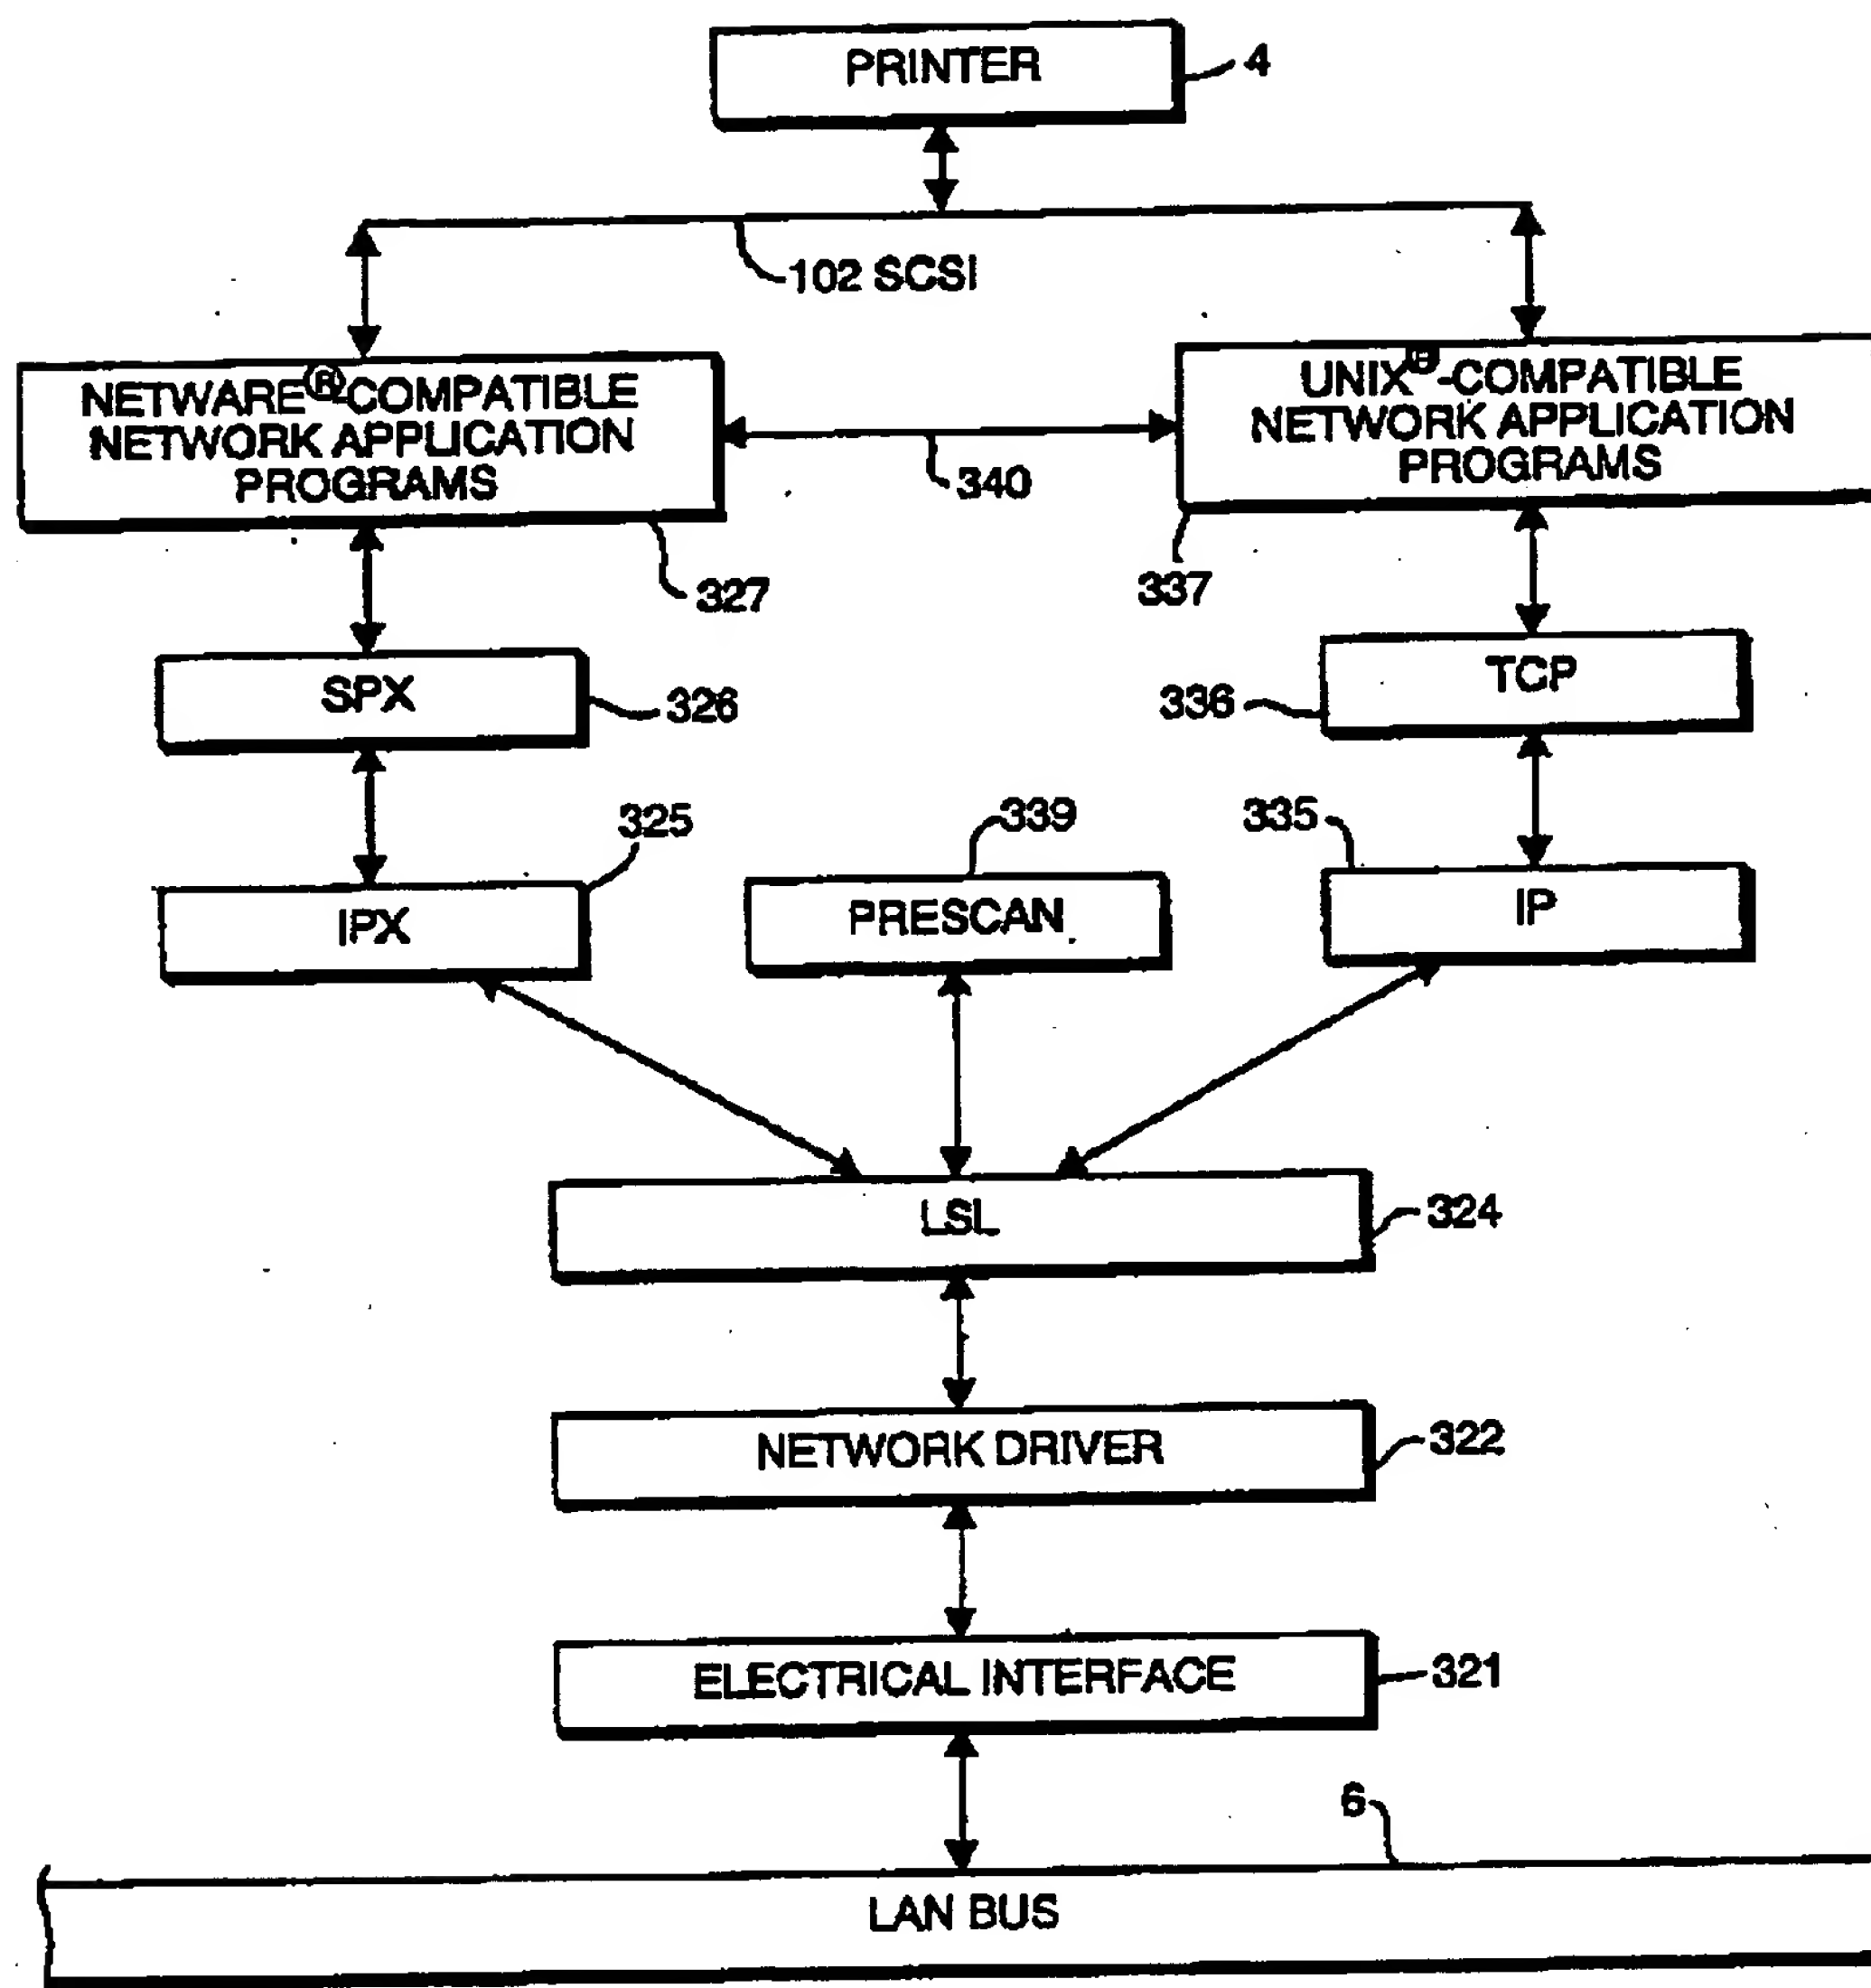 PRINTER
4
102 SCSI
NETWARE®-COMPATIBLE
NETWORK APPLICATION
PROGRAMS
UNIX®-COMPATIBLE
NETWORK APPLICATION
PROGRAMS
340
327
337
SPX
326
336
TCP
325
339
335
IPX
PRESCAN
IP
LSL
324
NETWORK DRIVER
322
ELECTRICAL INTERFACE
321
6
LAN BUS